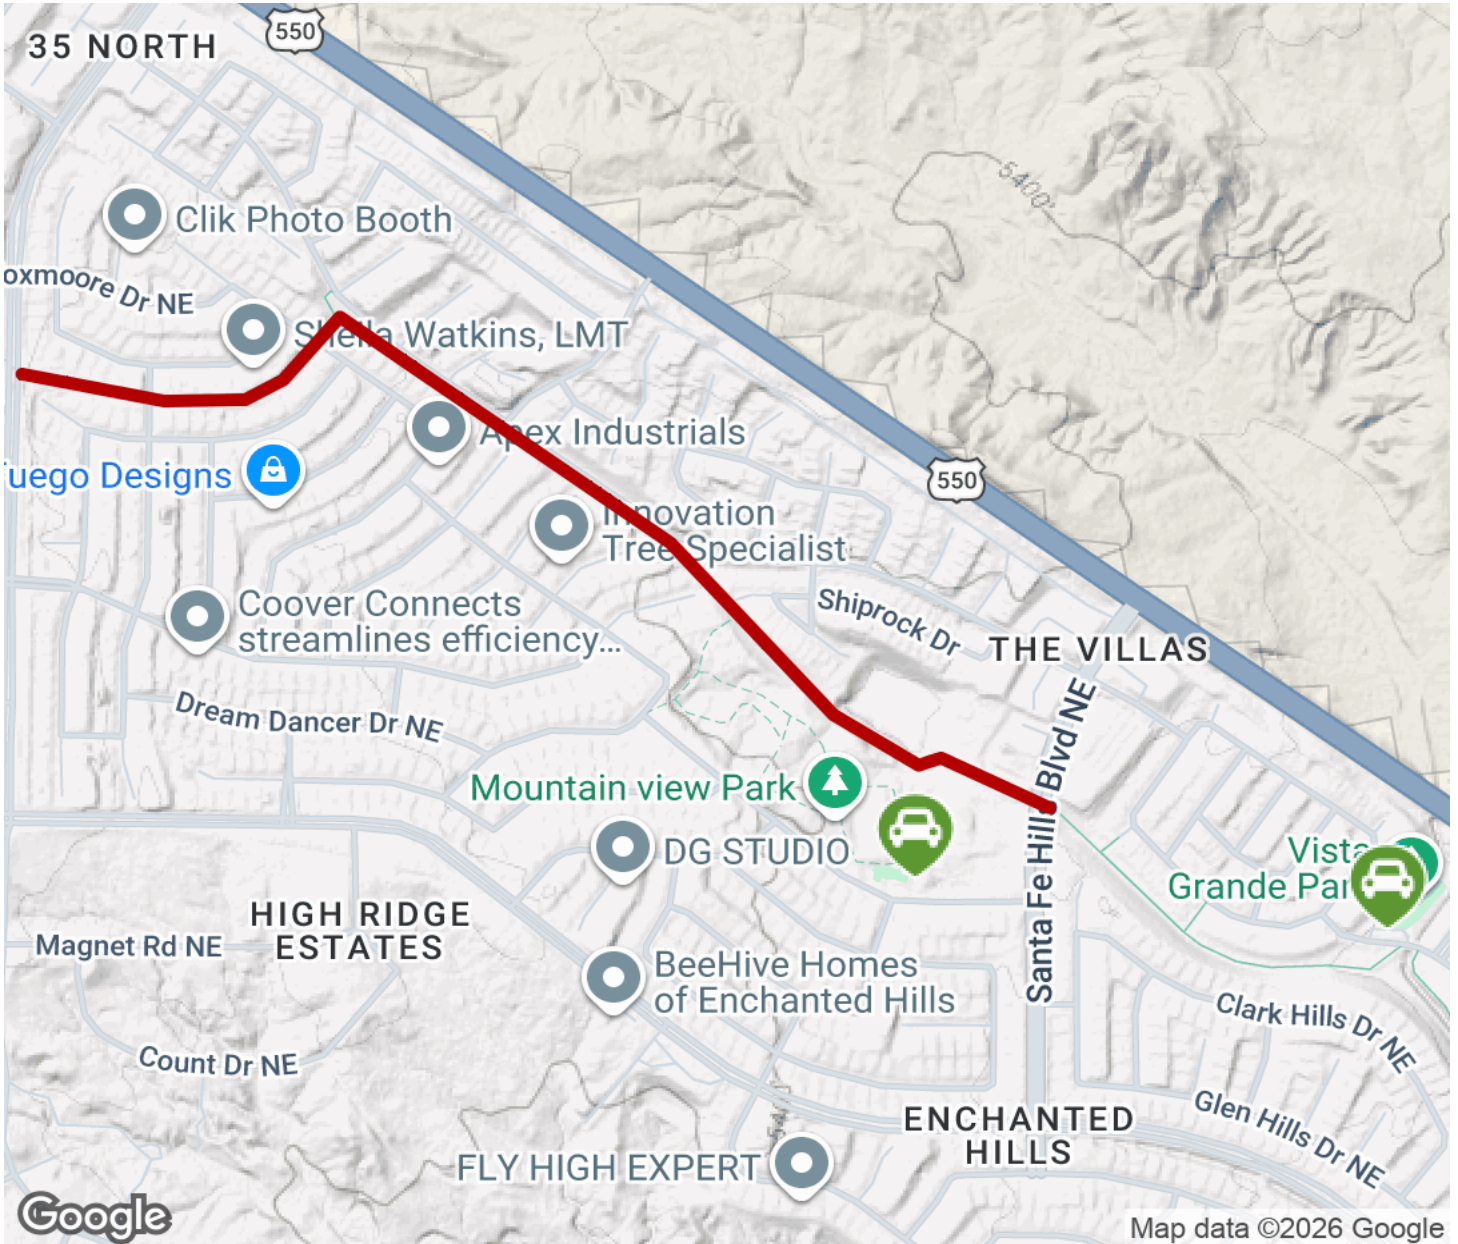 550
35 NORTH
5400'
Clik Photo Booth
oxmoore Dr NE
Sheila Watkins, LMT
Apex Industrials
uego Designs
550
Innovation
Tree Specialist
Coover Connects
streamlines efficiency...
Shiprock Dr
THE VILLAS
Dream Dancer Dr NE
Santa Fe Hills Blvd NE
Mountain view Park
DG STUDIO
Vista
Grande Par
HIGH RIDGE
ESTATES
Magnet Rd NE
BeeHive Homes
of Enchanted Hills
Clark Hills Dr NE
Count Dr NE
ENCHANTED
HILLS
Glen Hills Dr NE
FLY HIGH EXPERT
Google
Map data ©2026 Google